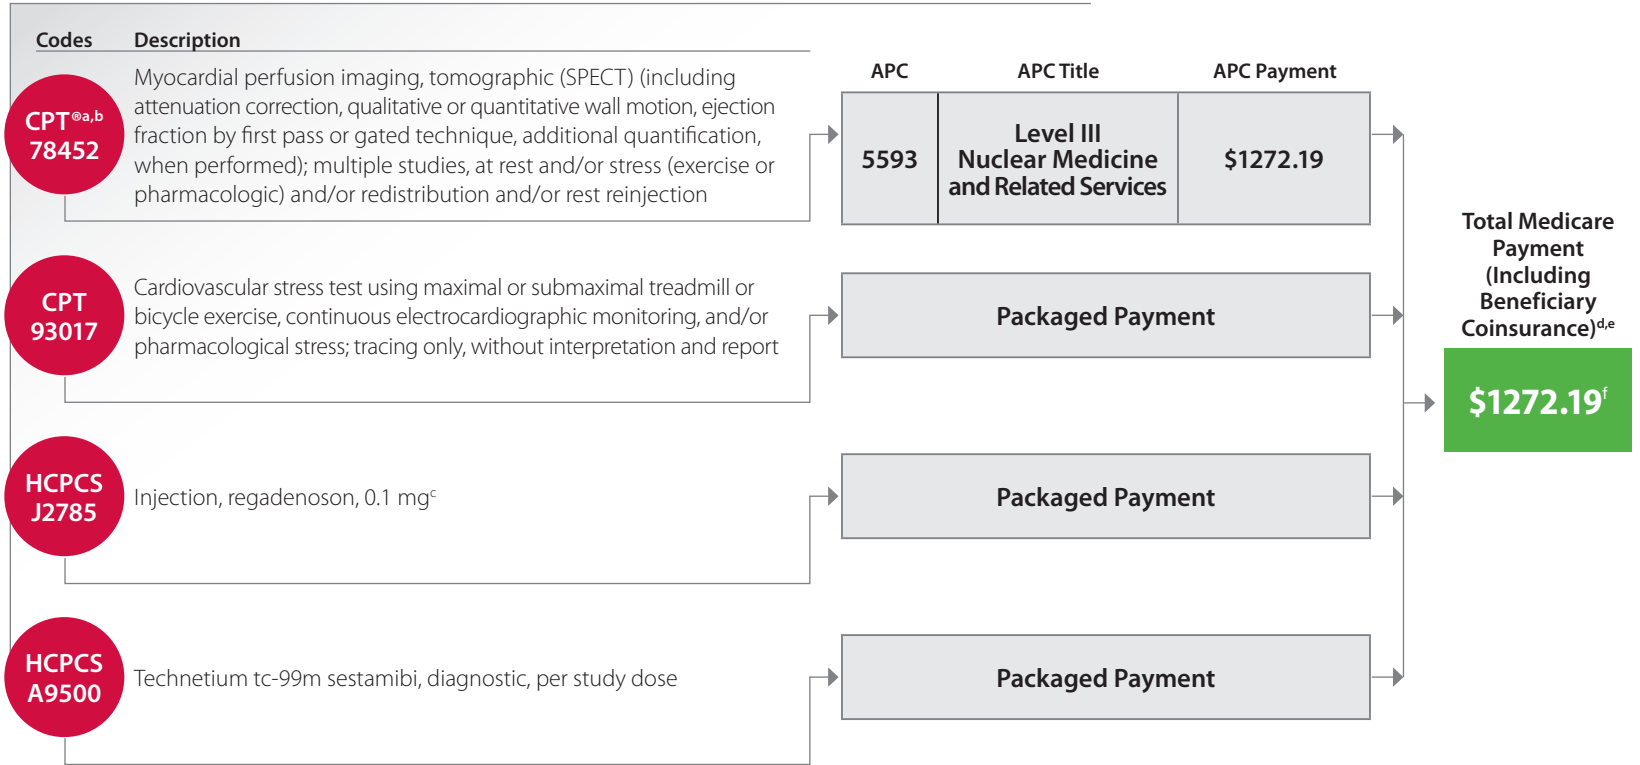 Codes Description
CPT®a,b
78452
Myocardial perfusion imaging, tomographic (SPECT) (including
attenuation correction, qualitative or quantitative wall motion, ejection
fraction by first pass or gated technique, additional quantification,
when performed); multiple studies, at rest and/or stress (exercise or
pharmacologic) and/or redistribution and/or rest reinjection
APC APC Title APC Payment
5593
Level III
Nuclear Medicine
and Related Services
$1272.19
CPT
93017
Cardiovascular stress test using maximal or submaximal treadmill or
bicycle exercise, continuous electrocardiographic monitoring, and/or
pharmacological stress; tracing only, without interpretation and report
Packaged Payment
HCPCS
J2785
Injection, regadenoson, 0.1 mgc
Packaged Payment
HCPCS
A9500
Technetium tc-99m sestamibi, diagnostic, per study dose
Packaged Payment
Total Medicare
Payment
(Including
Beneficiary
Coinsurance)d,e
$1272.19f